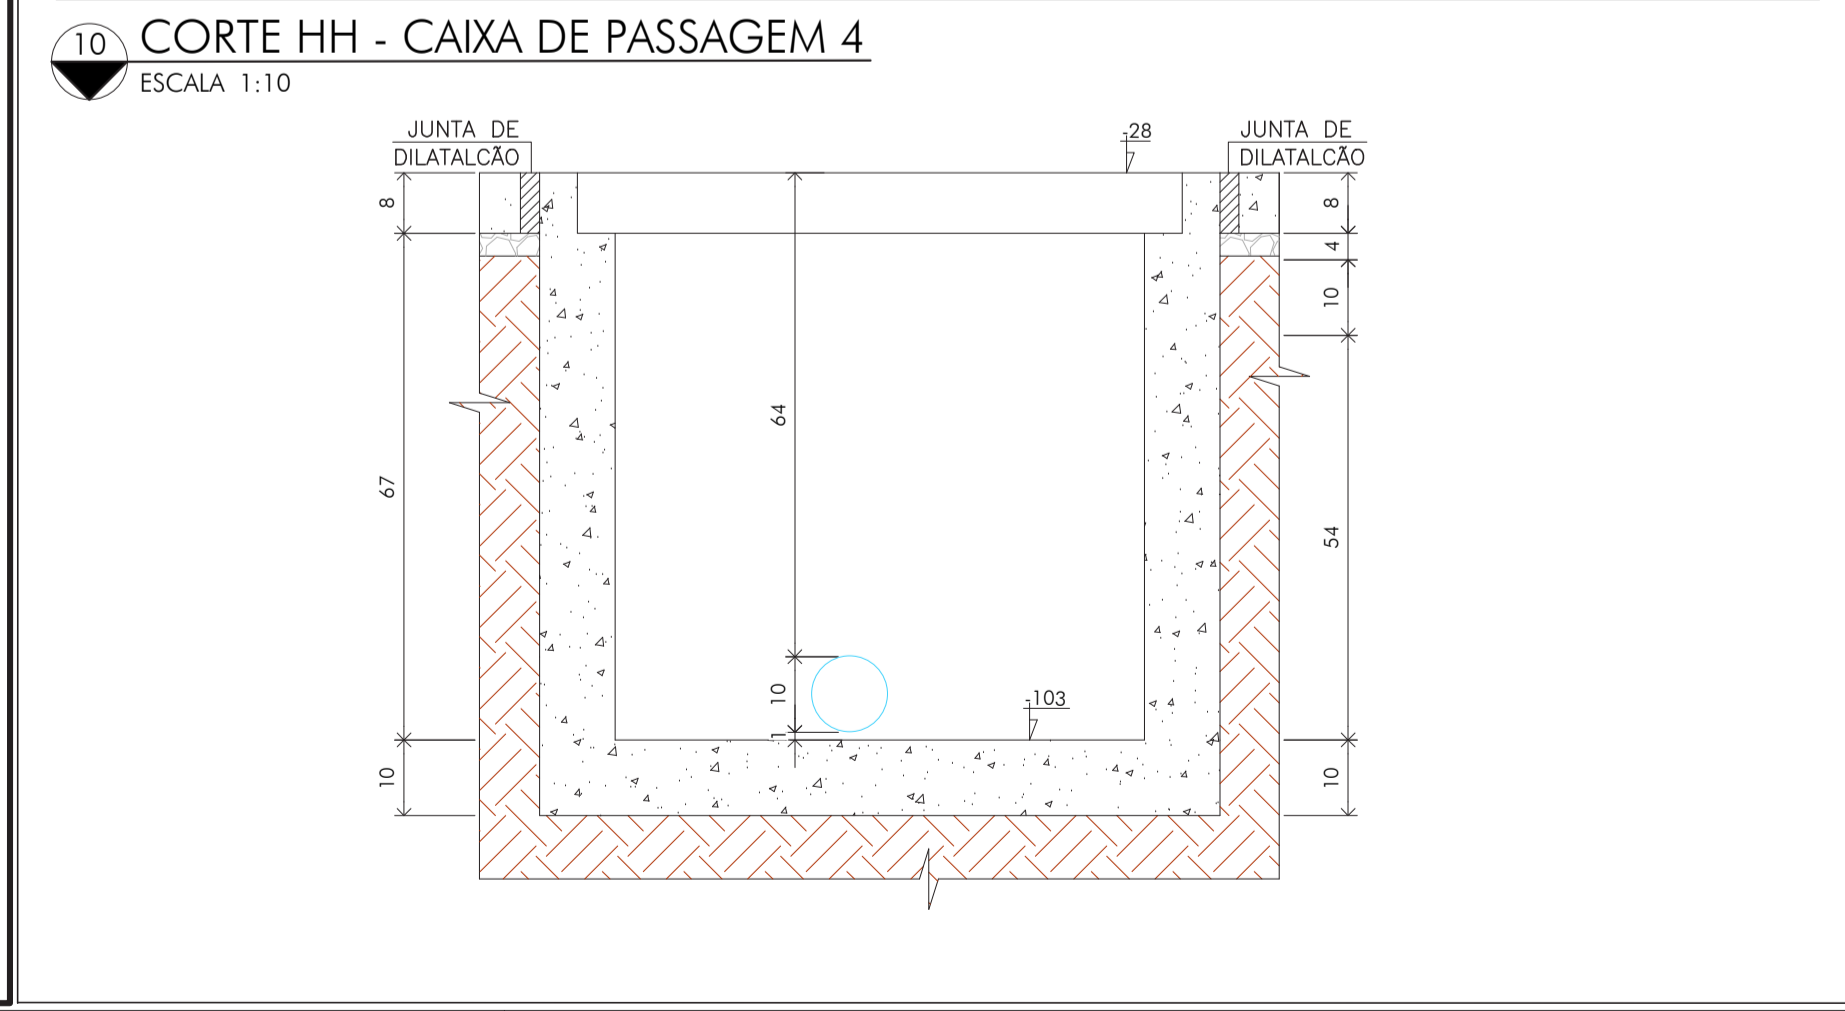 10
CORTE HH - CAIXA DE PASSAGEM 4
ESCALA 1:10
JUNTA DE
DILATALCÃO
-28
JUNTA DE
DILATALCÃO
8
8
4
10
64
67
54
10
-103
1
10
10